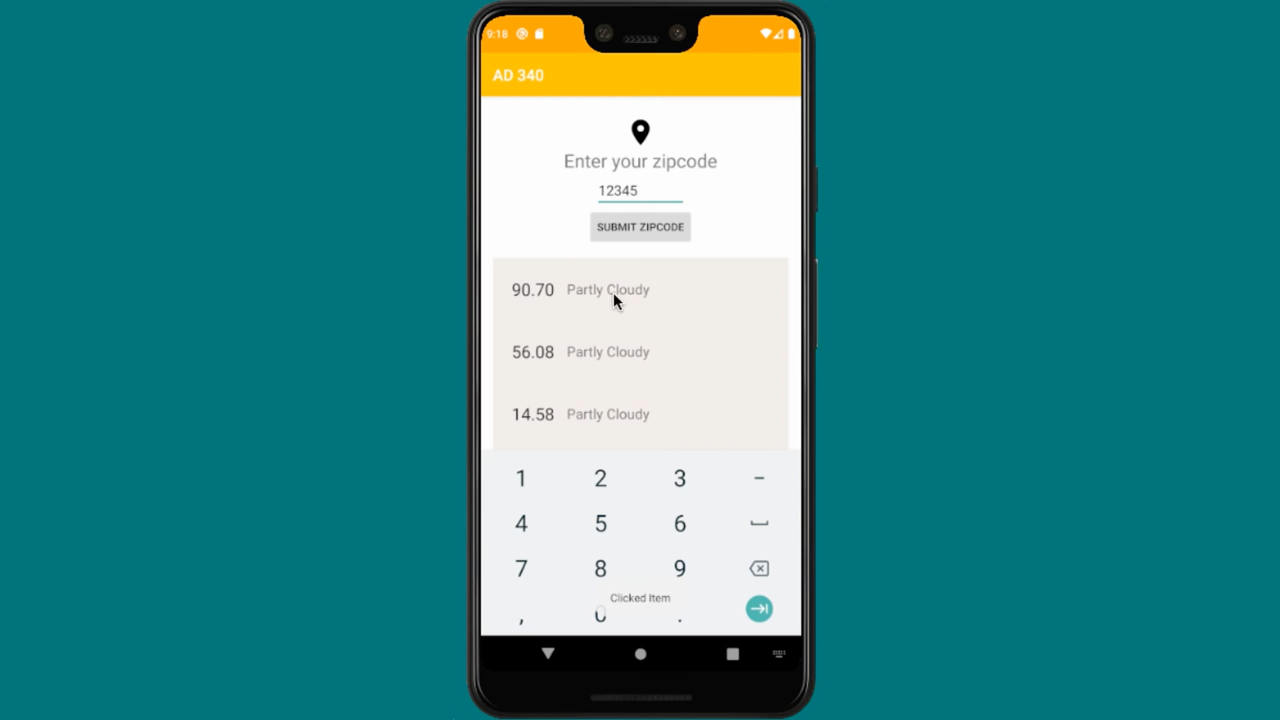 9:18
AD 340
Enter your zipcode
12345
SUBMIT ZIPCODE
90.70 Partly Cloudy
56.08 Partly Cloudy
14.58 Partly Cloudy
1 2 3 −
4 5 6
7 8 9
Clicked Item
, 0 .